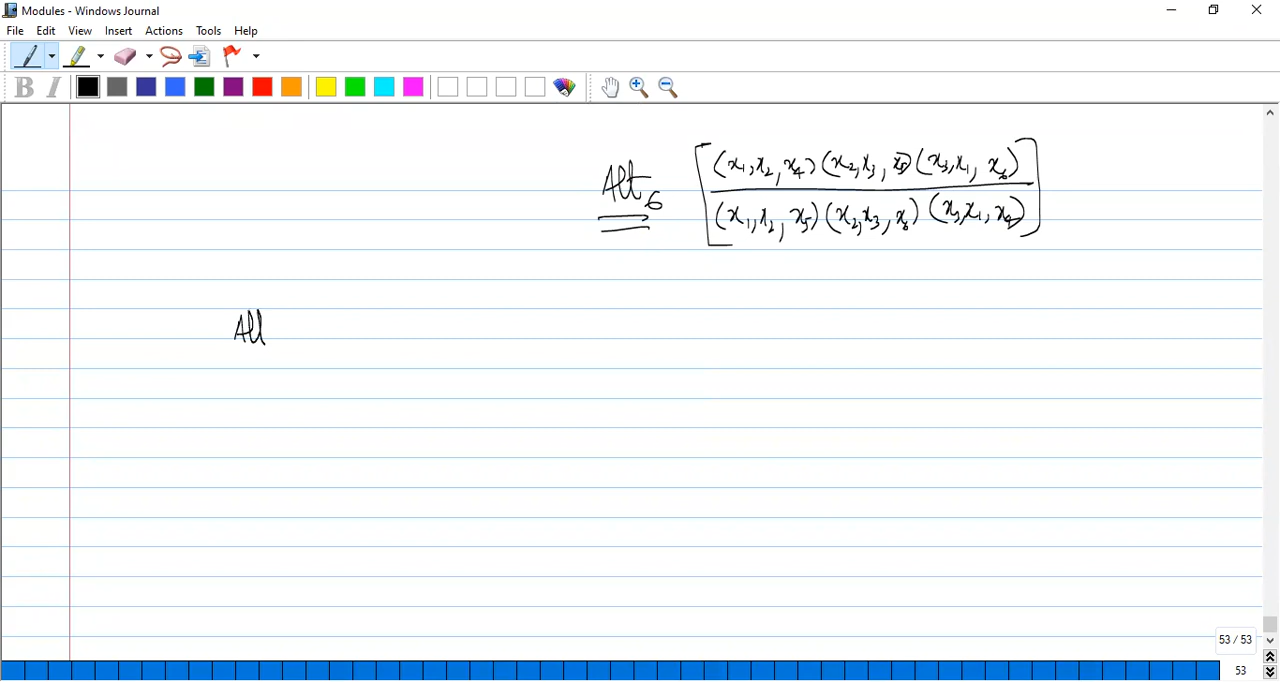 Modules - Windows Journal
File Edit View Insert Actions Tools Help
B I
Alt₆ [(x₁,x₂,x₄)(x₂,x₃,x₅)(x₃,x₁,x₆)
(x₁,x₂,x₅)(x₂,x₃,x₆)(x₃,x₁,x₄)]
All
53 / 53
53